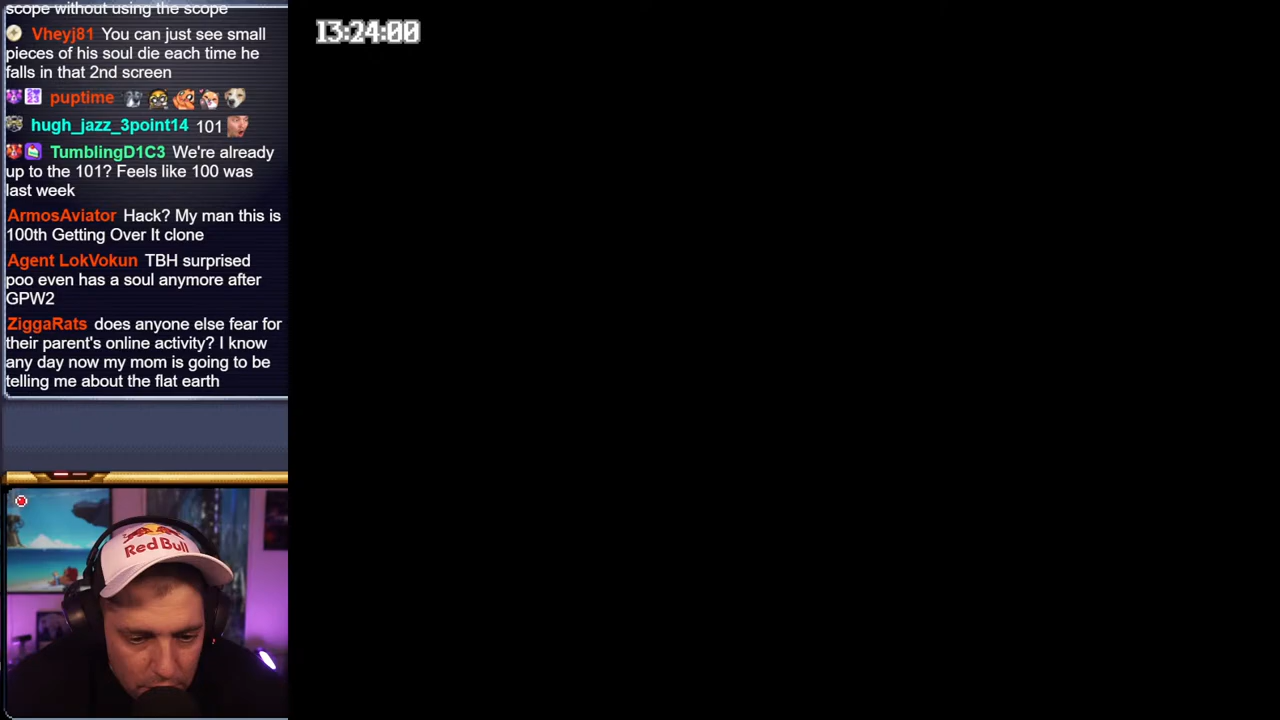 scope without using the scope
13:24:00
Vheyj81 You can just see small
pieces of his soul die each time he
falls in that 2nd screen
puptime
hugh_jazz_3point14 101
TumblingD1C3 We're already
up to the 101? Feels like 100 was
last week
ArmosAviator Hack? My man this is
100th Getting Over It clone
Agent LokVokun TBH surprised
poo even has a soul anymore after
GPW2
ZiggaRats does anyone else fear for
their parent's online activity? I know
any day now my mom is going to be
telling me about the flat earth
Red Bull